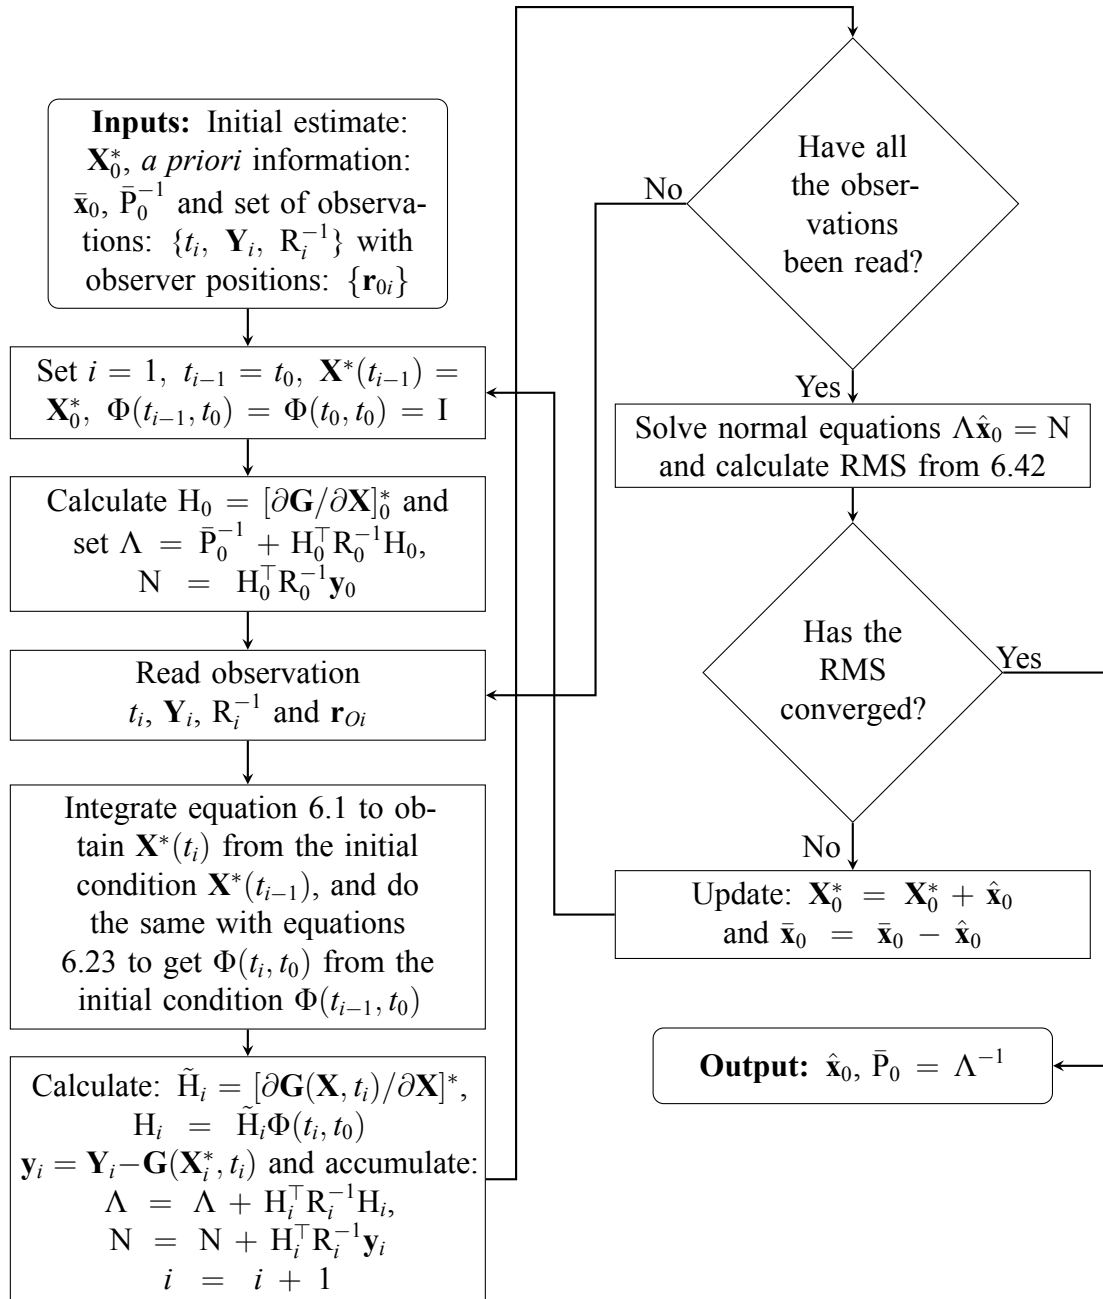 Inputs: Initial estimate:
X₀*, a priori information:
x̄₀, P̄₀⁻¹ and set of observa-
tions: {tᵢ, Yᵢ, Rᵢ⁻¹} with
observer positions: {r₀ᵢ}
Set i = 1, tᵢ₋₁ = t₀, X*(tᵢ₋₁) =
X₀*, Φ(tᵢ₋₁, t₀) = Φ(t₀, t₀) = I
Calculate H₀ = [∂G/∂X]₀* and
set Λ = P̄₀⁻¹ + H₀⊤R₀⁻¹H₀,
N = H₀⊤R₀⁻¹y₀
Read observation
tᵢ, Yᵢ, Rᵢ⁻¹ and r_Oi
Integrate equation 6.1 to ob-
tain X*(tᵢ) from the initial
condition X*(tᵢ₋₁), and do
the same with equations
6.23 to get Φ(tᵢ, t₀) from the
initial condition Φ(tᵢ₋₁, t₀)
Calculate: H̃ᵢ = [∂G(X, tᵢ)/∂X]*,
Hᵢ = H̃ᵢΦ(tᵢ, t₀)
yᵢ = Yᵢ−G(Xᵢ*, tᵢ) and accumulate:
Λ = Λ + Hᵢ⊤Rᵢ⁻¹Hᵢ,
N = N + Hᵢ⊤Rᵢ⁻¹yᵢ
i = i + 1
Have all
the obser-
vations
been read?
No
Yes
Solve normal equations Λx̂₀ = N
and calculate RMS from 6.42
Has the
RMS
converged?
Yes
No
Update: X₀* = X₀* + x̂₀
and x̄₀ = x̄₀ − x̂₀
Output: x̂₀, P̄₀ = Λ⁻¹